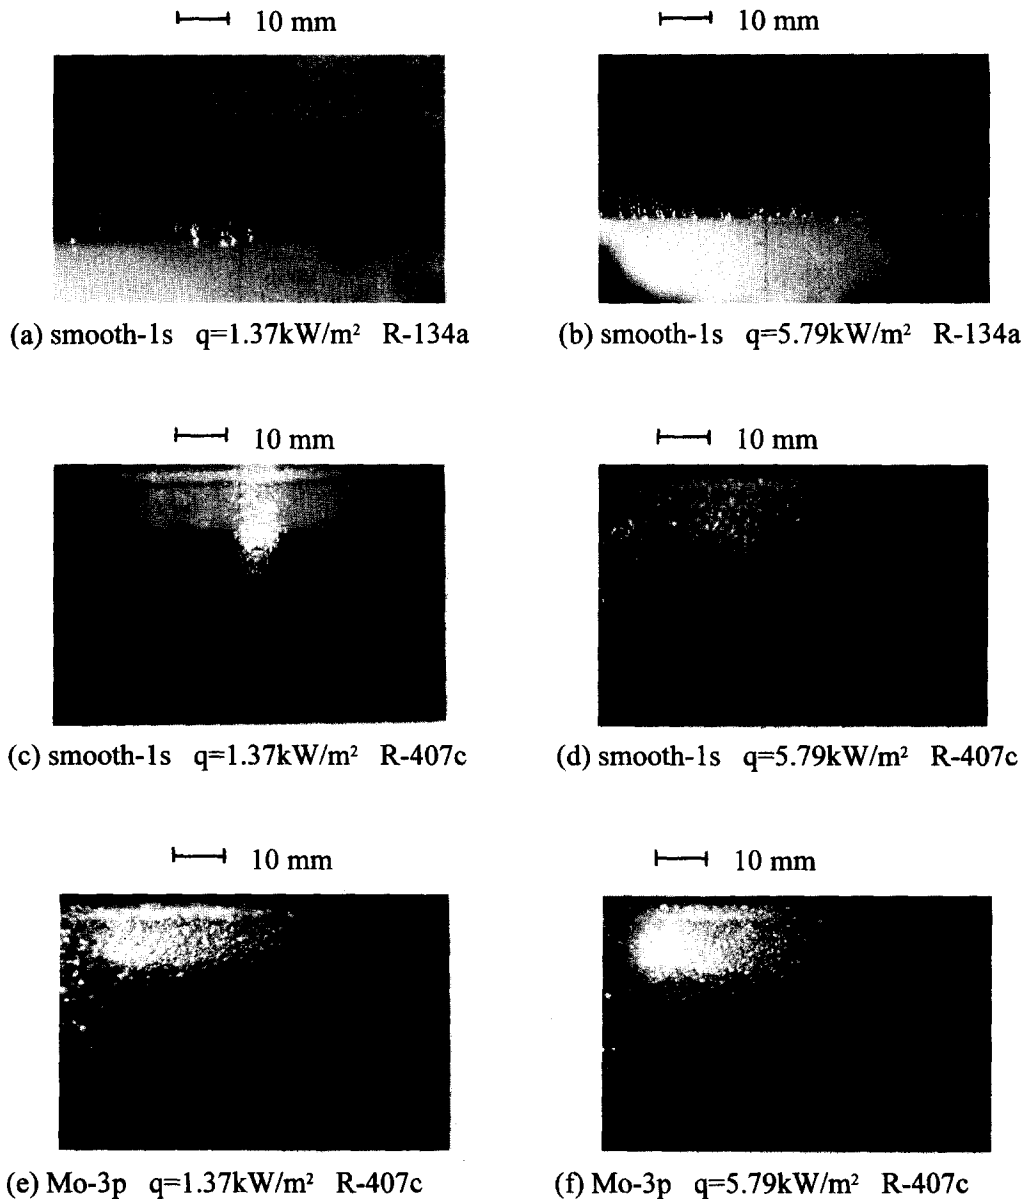 10 mm
10 mm
(a) smooth-1s q=1.37kW/m² R-134a
(b) smooth-1s q=5.79kW/m² R-134a
10 mm
10 mm
(c) smooth-1s q=1.37kW/m² R-407c
(d) smooth-1s q=5.79kW/m² R-407c
10 mm
10 mm
(e) Mo-3p q=1.37kW/m² R-407c
(f) Mo-3p q=5.79kW/m² R-407c